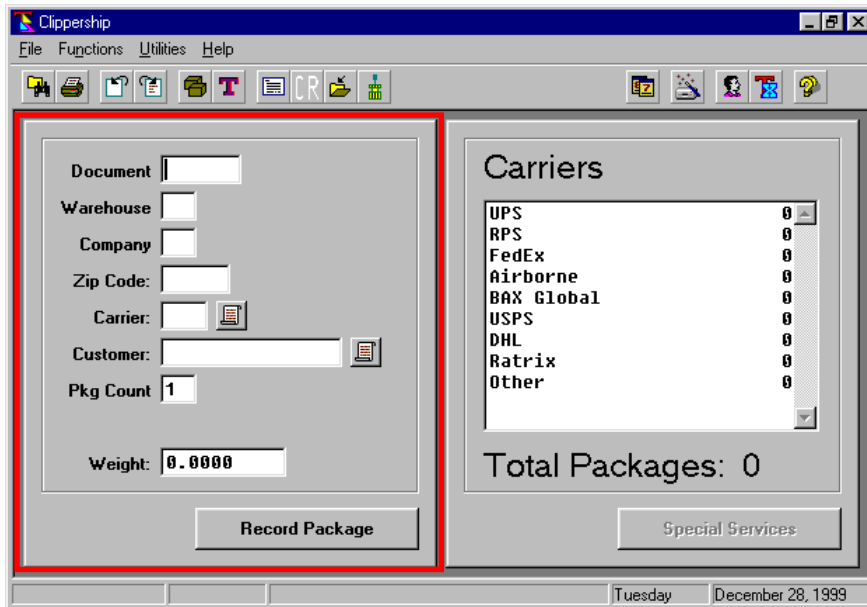 Clippership
File Functions Utilities Help
Document
Warehouse
Company
Zip Code:
Carrier:
Customer:
Pkg Count 1
Weight: 0.0000
Record Package
Carriers
UPS 0
RPS 0
FedEx 0
Airborne 0
BAX Global 0
USPS 0
DHL 0
Ratrix 0
Other 0
Total Packages: 0
Special Services
Tuesday December 28, 1999